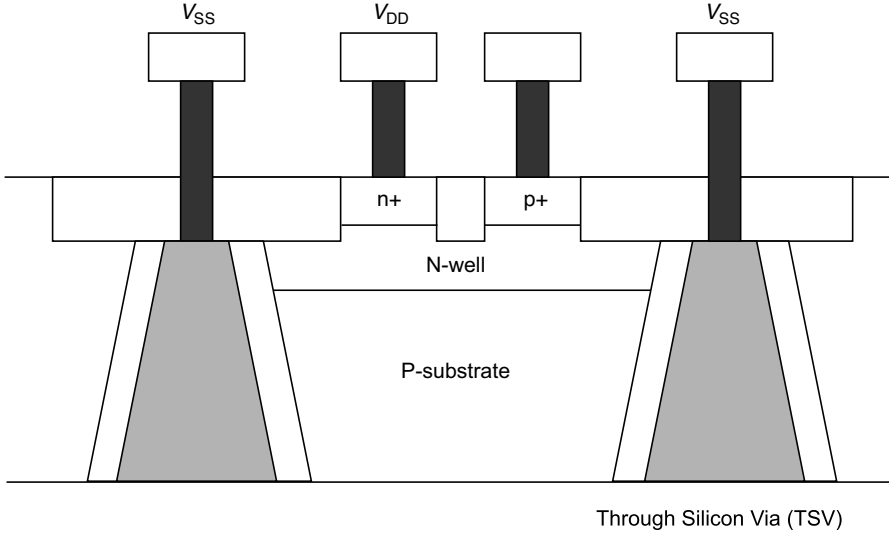 VSS
VDD
VSS
n+
p+
N-well
P-substrate
Through Silicon Via (TSV)